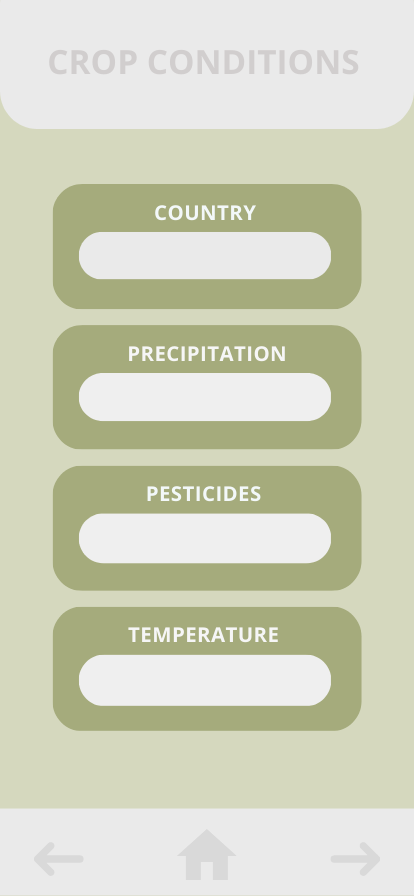 CROP CONDITIONS
COUNTRY
PRECIPITATION
PESTICIDES
TEMPERATURE